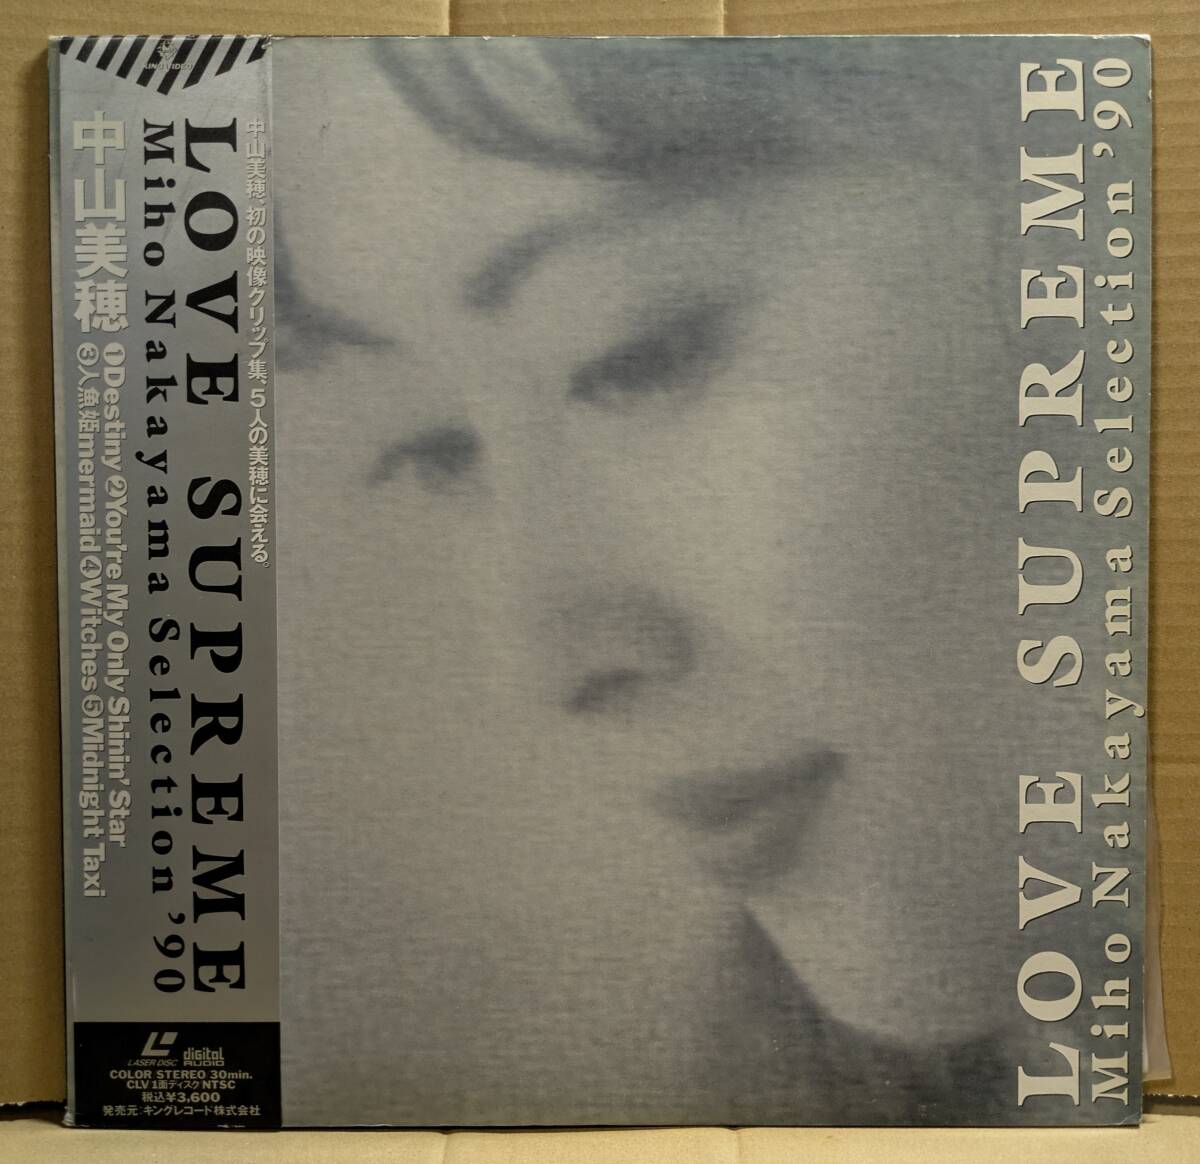 KING VIDEO
中山美穂、初の映像クリップ集、5人の美穂に会える。
LOVE SUPREME
Miho Nakayama Selection '90
中山美穂
①Destiny ②You're My Only Shinin' Star
③人魚姫mermaid ④Witches ⑤Midnight Taxi
LASER DISC
digital
AUDIO
COLOR STEREO 30min.
CLV 1面ディスク NTSC
税込¥3,600
発売元:キングレコード株式会社
LOVE SUPREME
Miho Nakayama Selection '90